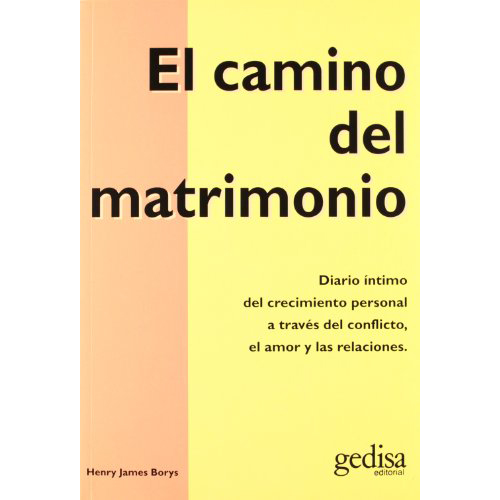 El camino
del
matrimonio
Diario íntimo
del crecimiento personal
a través del conflicto,
el amor y las relaciones.
Henry James Borys
gedisa
editorial